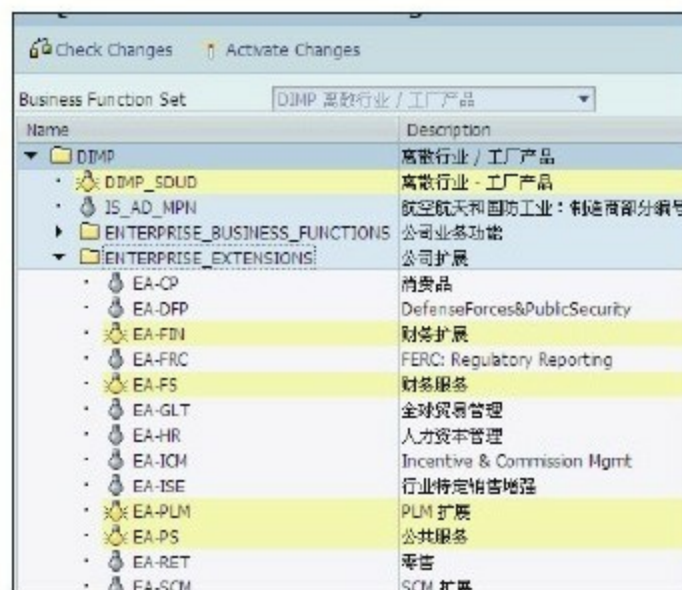 Check Changes Activate Changes
Business Function Set DIMP 离散行业 / 工厂产品
Name Description
DIMP 离散行业 / 工厂产品
DIMP_SDUD 离散行业 - 工厂产品
IS_AD_MPN 航空航天和国防工业：制造商部分编号
ENTERPRISE_BUSINESS_FUNCTIONS 公司业务功能
ENTERPRISE_EXTENSIONS 公司扩展
EA-CP 消费品
EA-DFP DefenseForces&PublicSecurity
EA-FIN 财务扩展
EA-FRC FERC: Regulatory Reporting
EA-FS 财务服务
EA-GLT 全球贸易管理
EA-HR 人力资本管理
EA-ICM Incentive & Commission Mgmt
EA-ISE 行业特定销售增强
EA-PLM PLM 扩展
EA-PS 公共服务
EA-RET 零售
EA-SCM SCM 扩展